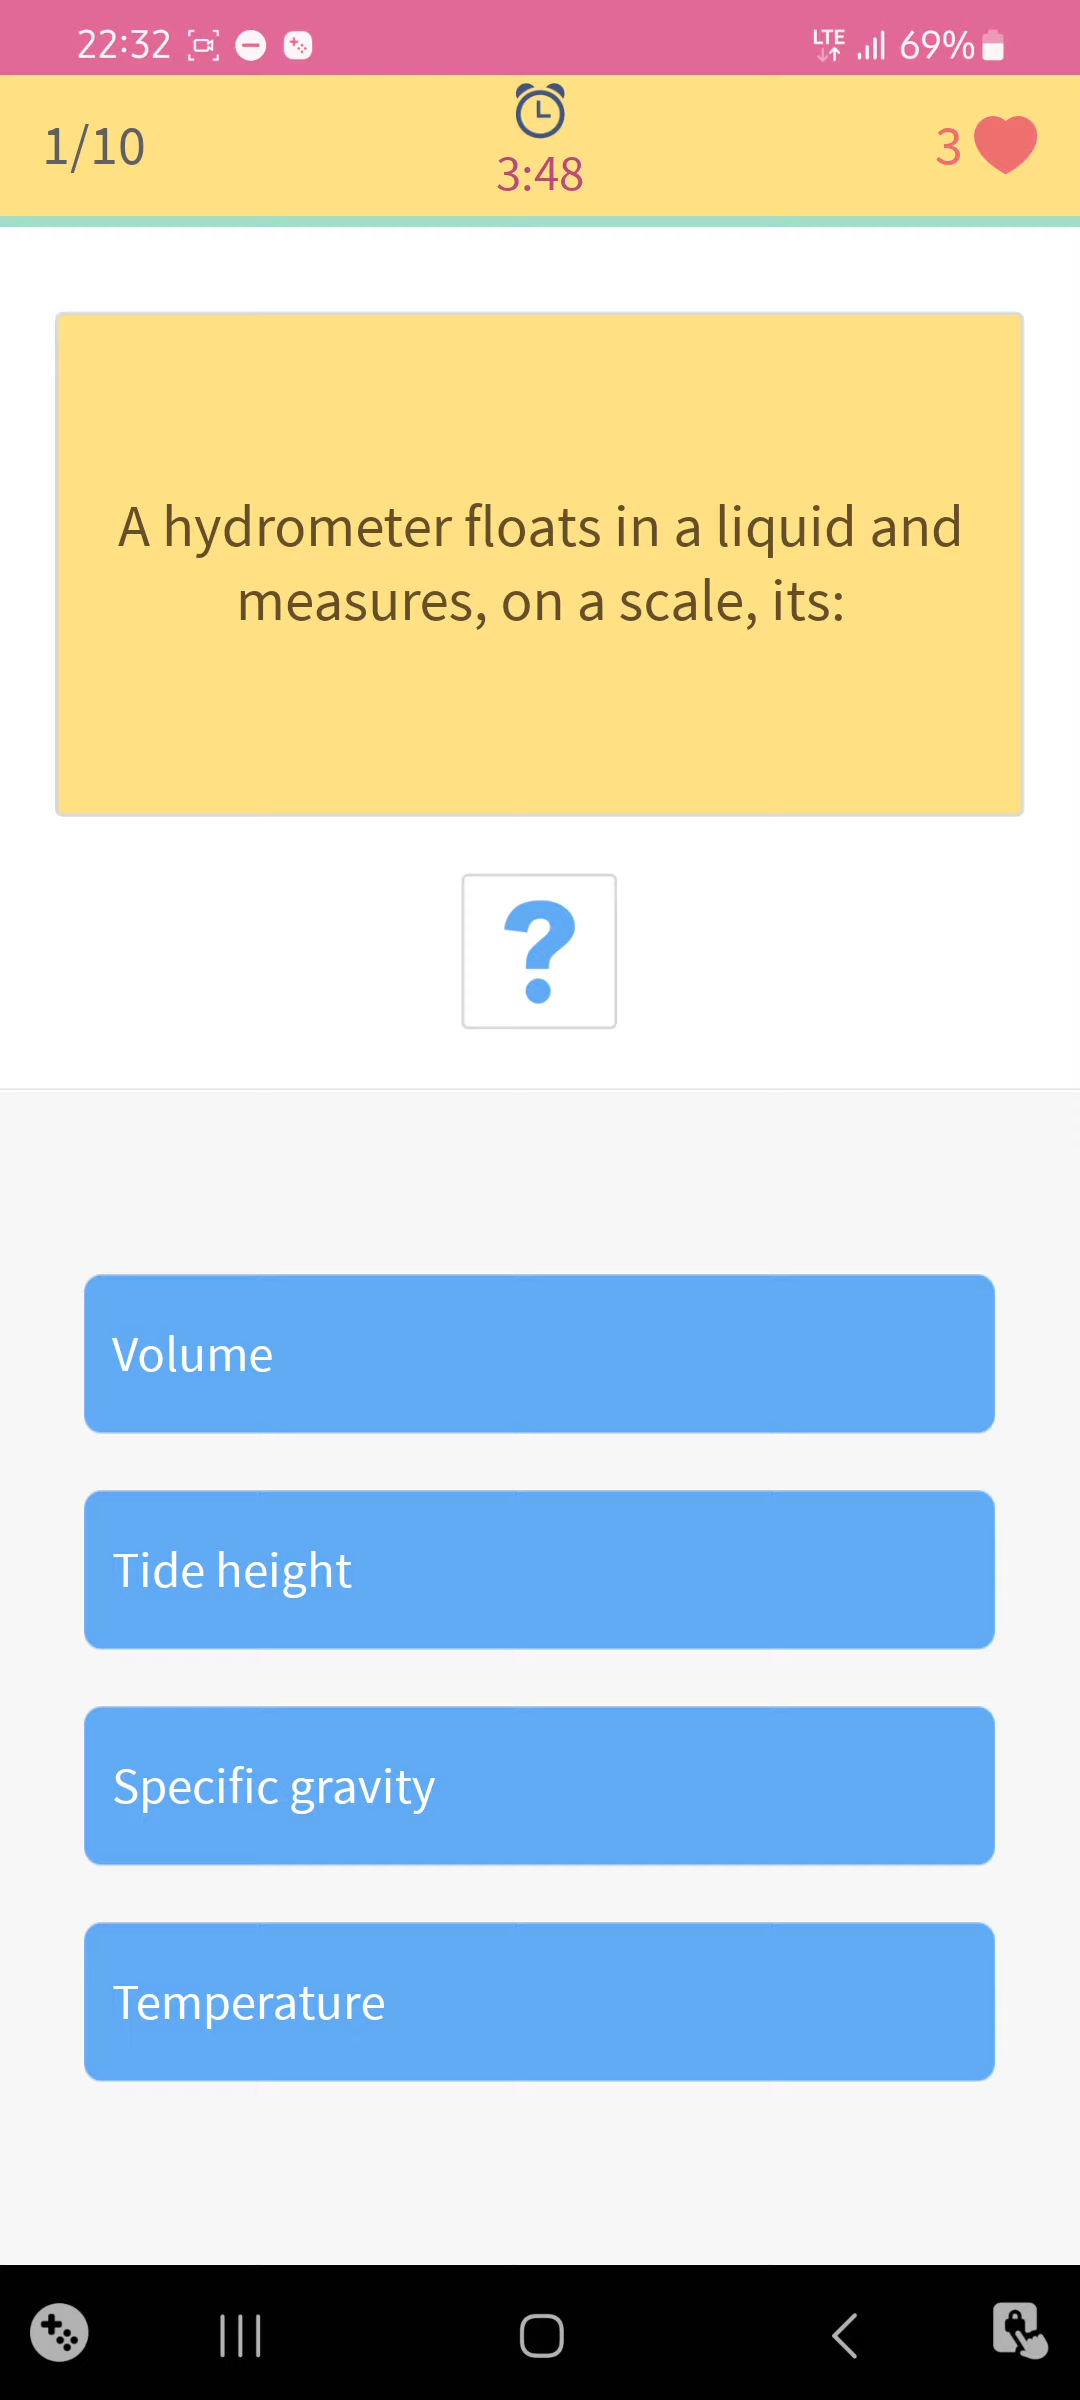 22:32
LTE
69%
1/10
3:48
3
A hydrometer floats in a liquid and
measures, on a scale, its:
?
Volume
Tide height
Specific gravity
Temperature